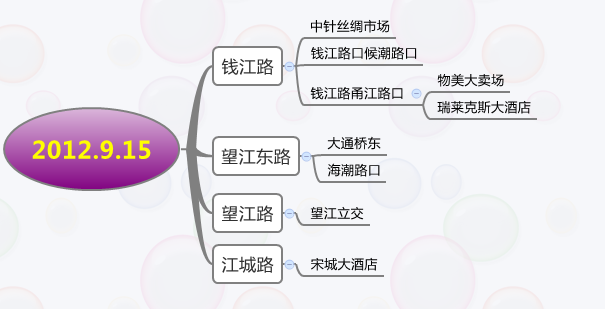 2012.9.15
钱江路
中针丝绸市场
钱江路口候潮路口
钱江路甬江路口
物美大卖场
瑞莱克斯大酒店
望江东路
大通桥东
海潮路口
望江路
望江立交
江城路
宋城大酒店